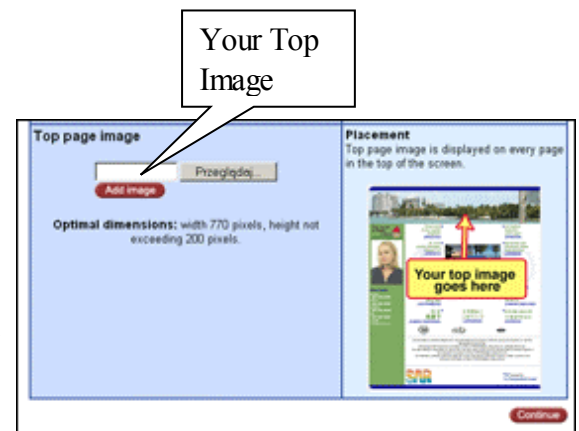 Your Top
Image
Top page image
Przeglądaj...
Add image
Optimal dimensions: width 770 pixels, height not
exceeding 200 pixels.
Placement
Top page image is displayed on every page
in the top of the screen.
Your top image
goes here
SAR
Continue